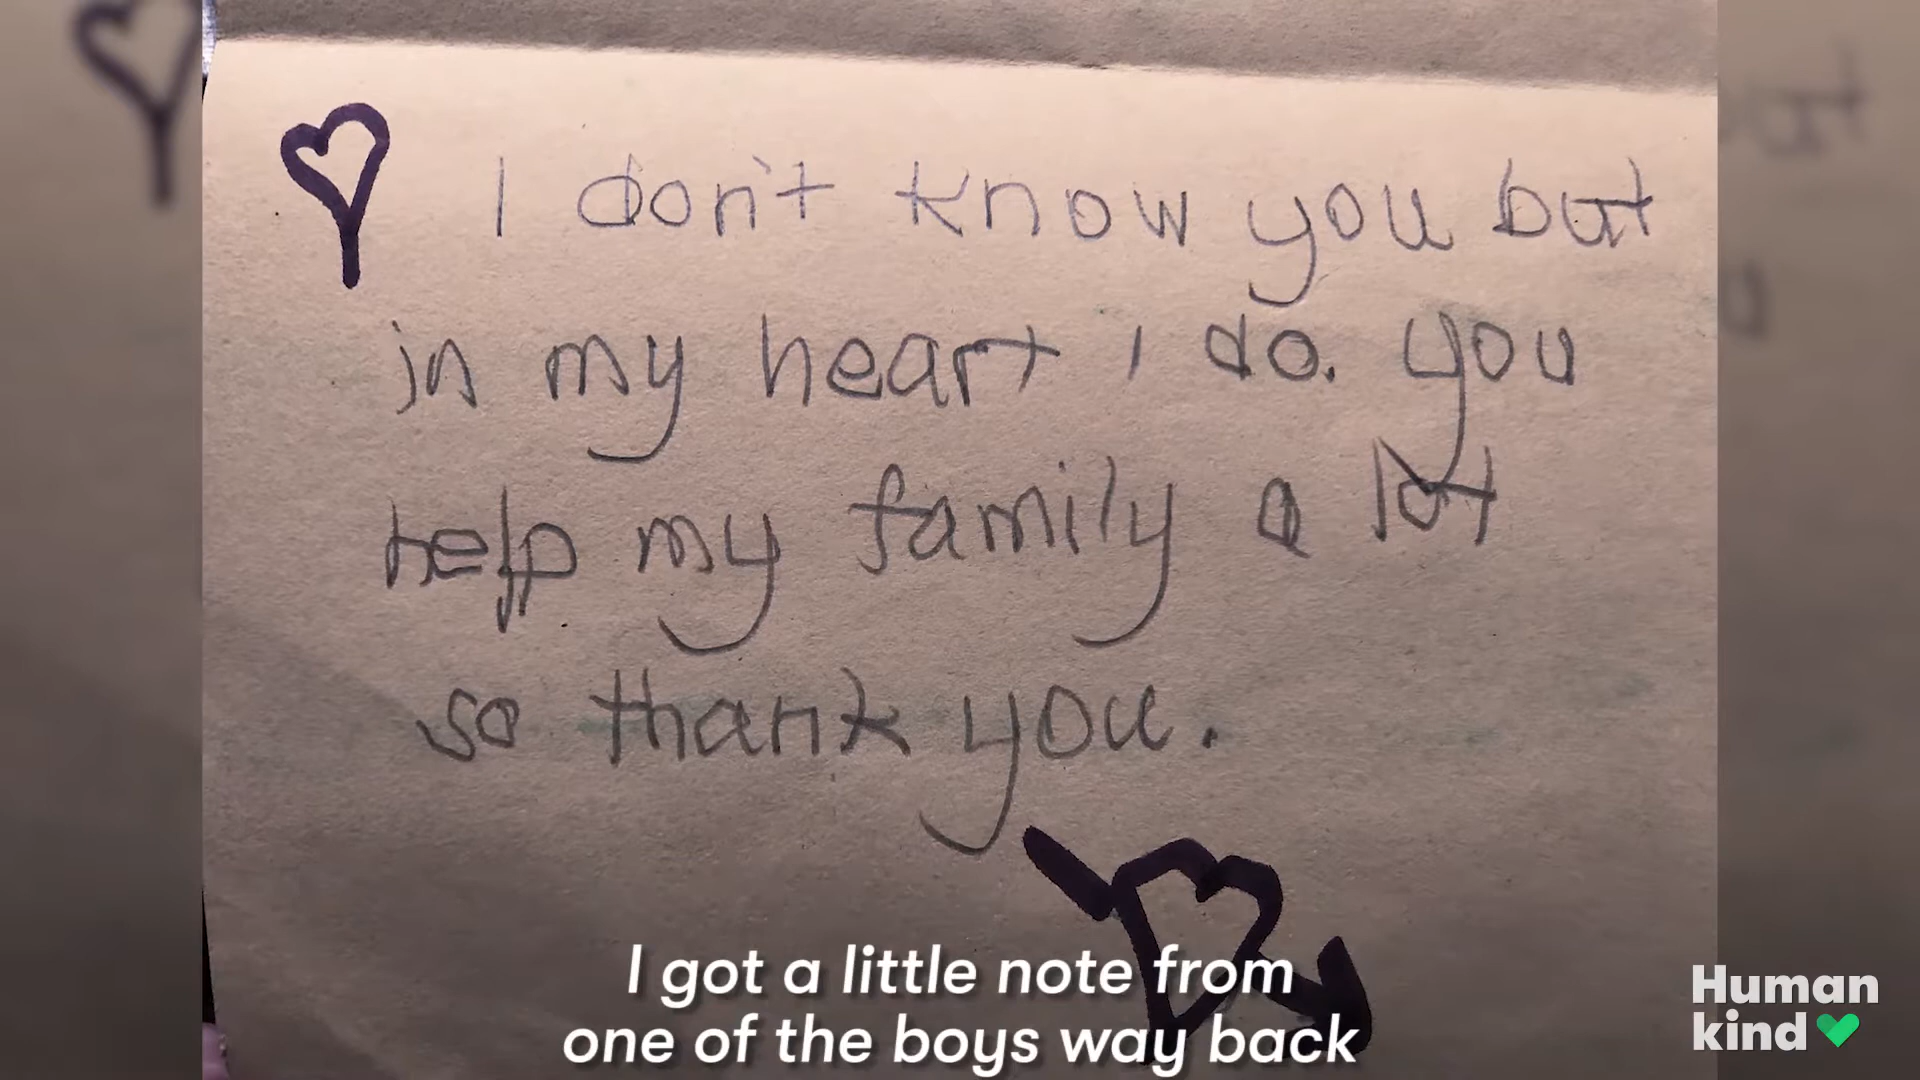 I don't know you but
in my heart I do. you
help my family a lot
so thank you.
I got a little note from
one of the boys way back
Human
kind